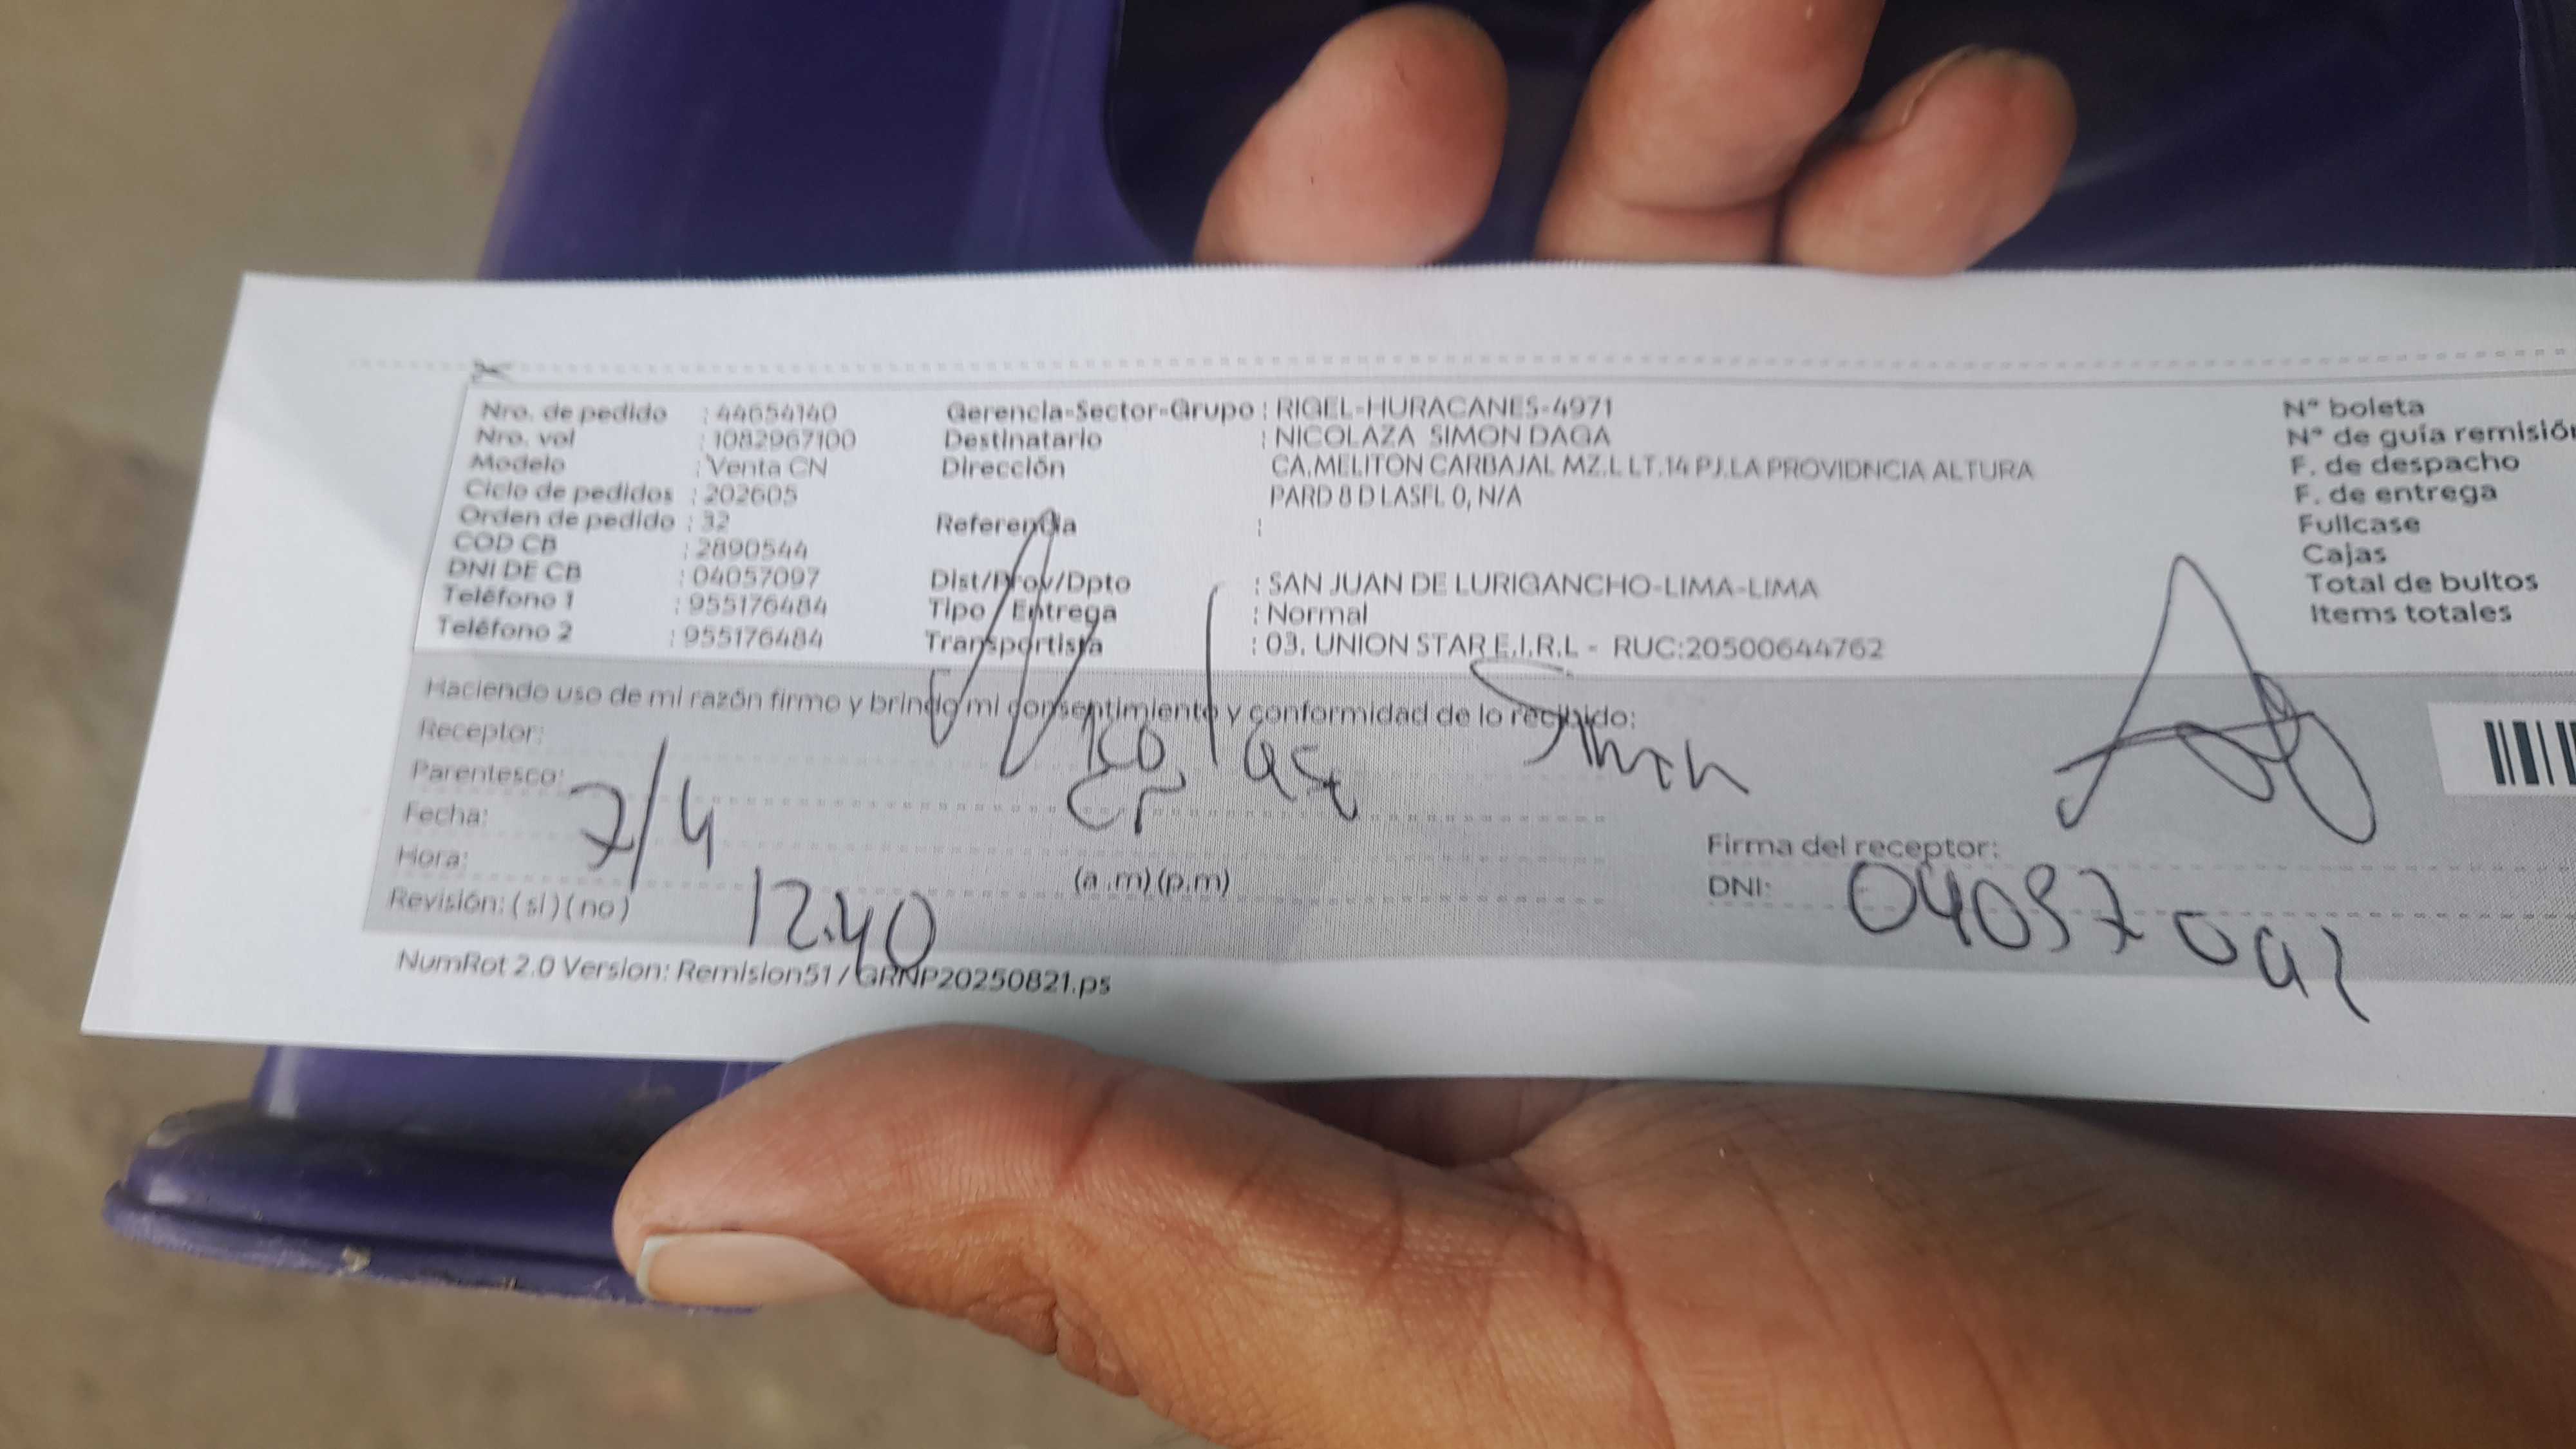 Nro. de pedido : 44654140
Nro. vol : 1082967100
Modelo : Venta CN
Ciclo de pedidos : 202605
Orden de pedido : 32
COD CB : 2890544
DNI DE CB : 04057097
Teléfono 1 : 955176484
Teléfono 2 : 955176484
Gerencia-Sector-Grupo : RIGEL-HURACANES-4971
Destinatario : NICOLAZA SIMON DAGA
Dirección CA.MELITON CARBAJAL MZ.L LT.14 PJ.LA PROVIDNCIA ALTURA
PARD 8 D LASFL 0, N/A
Referencia :
Dist/Prov/Dpto : SAN JUAN DE LURIGANCHO-LIMA-LIMA
Tipo Entrega : Normal
Transportista : 03. UNION STAR E.I.R.L - RUC:20500644762
N° boleta
N° de guía remisión
F. de despacho
F. de entrega
Fullcase
Cajas
Total de bultos
Items totales
Haciendo uso de mi razón firmo y brindo mi consentimiento y conformidad de lo recibido:
Receptor:
Parentesco:
Fecha: 7/4
Hora: 12.40 (a .m) (p.m)
Revisión: ( si ) ( no )
Firma del receptor:
DNI: 04057097
NumRot 2.0 Version: Remision51 / GRNP20250821.ps